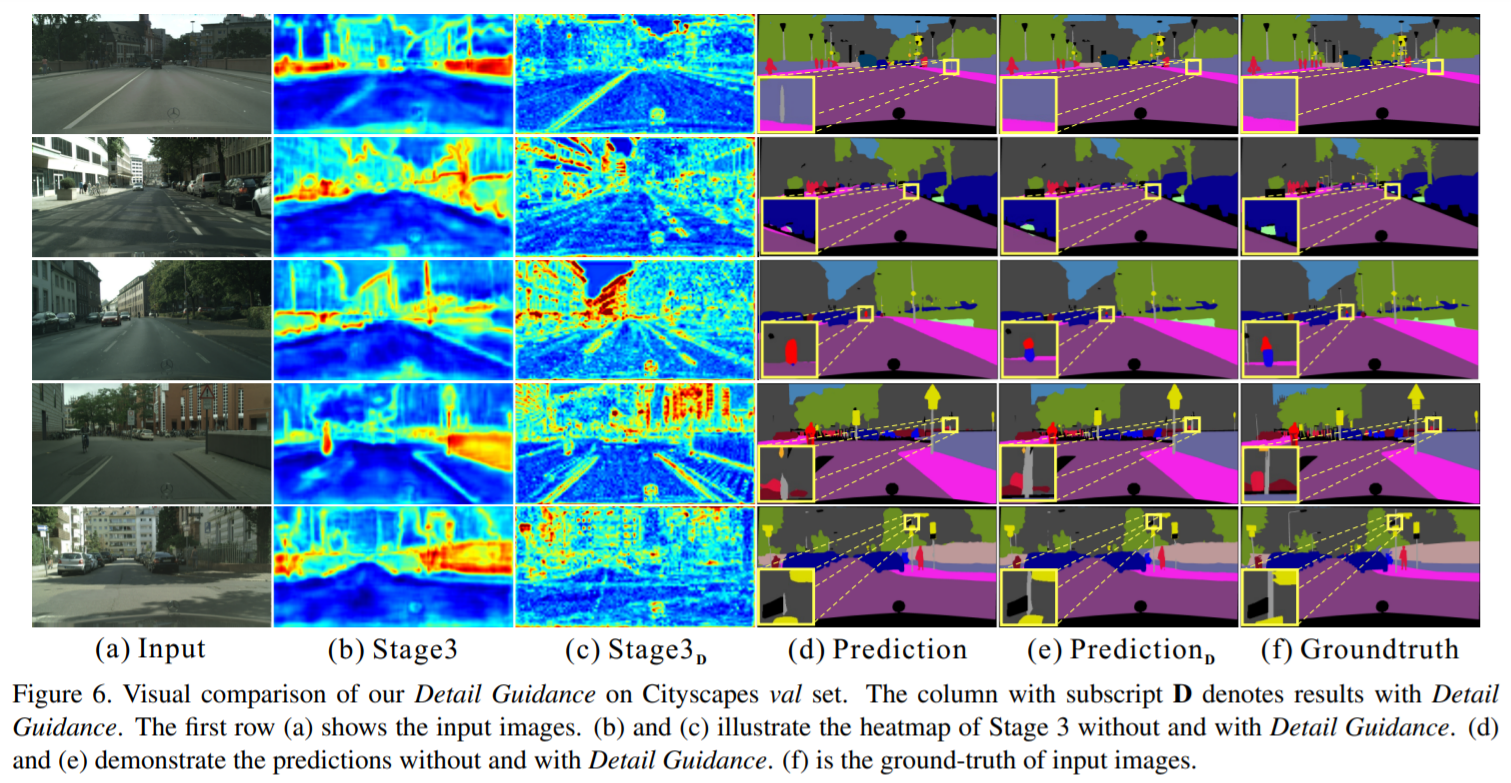 (a) Input (b) Stage3 (c) Stage3D (d) Prediction (e) PredictionD (f) Groundtruth
Figure 6. Visual comparison of our Detail Guidance on Cityscapes val set. The column with subscript D denotes results with Detail
Guidance. The first row (a) shows the input images. (b) and (c) illustrate the heatmap of Stage 3 without and with Detail Guidance. (d)
and (e) demonstrate the predictions without and with Detail Guidance. (f) is the ground-truth of input images.